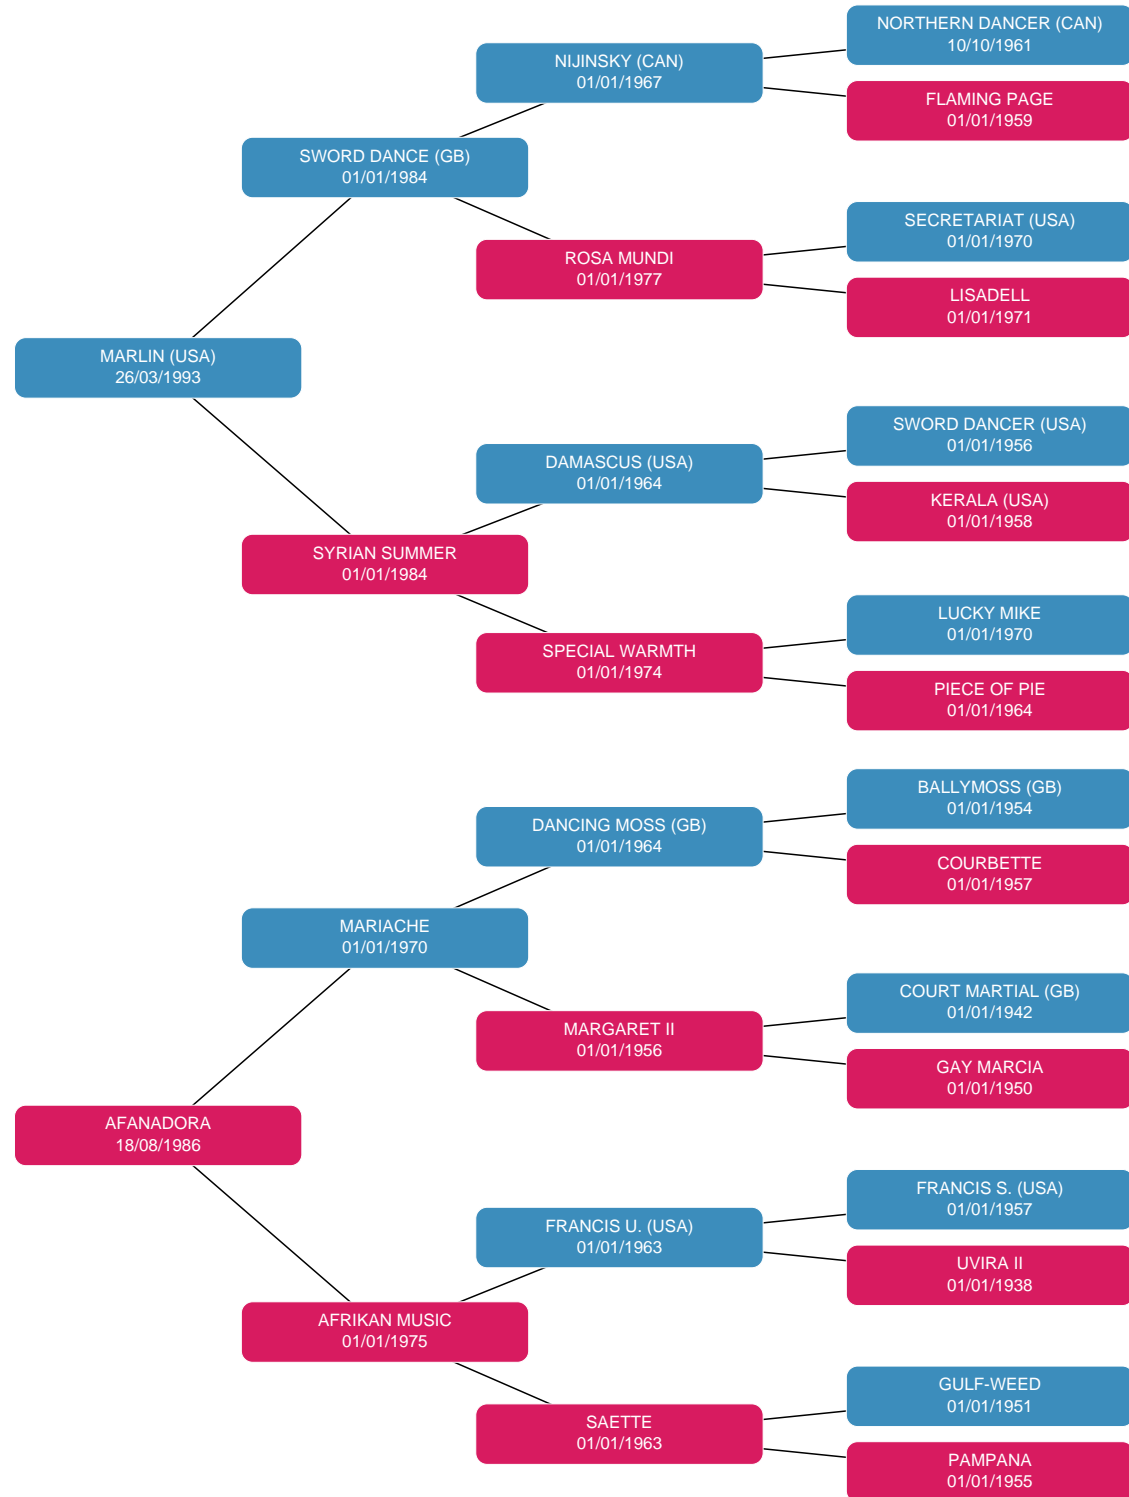 NORTHERN DANCER (CAN)
10/10/1961
NIJINSKY (CAN)
01/01/1967
FLAMING PAGE
01/01/1959
SWORD DANCE (GB)
01/01/1984
SECRETARIAT (USA)
01/01/1970
ROSA MUNDI
01/01/1977
LISADELL
01/01/1971
MARLIN (USA)
26/03/1993
SWORD DANCER (USA)
01/01/1956
DAMASCUS (USA)
01/01/1964
KERALA (USA)
01/01/1958
SYRIAN SUMMER
01/01/1984
LUCKY MIKE
01/01/1970
SPECIAL WARMTH
01/01/1974
PIECE OF PIE
01/01/1964
BALLYMOSS (GB)
01/01/1954
DANCING MOSS (GB)
01/01/1964
COURBETTE
01/01/1957
MARIACHE
01/01/1970
COURT MARTIAL (GB)
01/01/1942
MARGARET II
01/01/1956
GAY MARCIA
01/01/1950
AFANADORA
18/08/1986
FRANCIS S. (USA)
01/01/1957
FRANCIS U. (USA)
01/01/1963
UVIRA II
01/01/1938
AFRIKAN MUSIC
01/01/1975
GULF-WEED
01/01/1951
SAETTE
01/01/1963
PAMPANA
01/01/1955